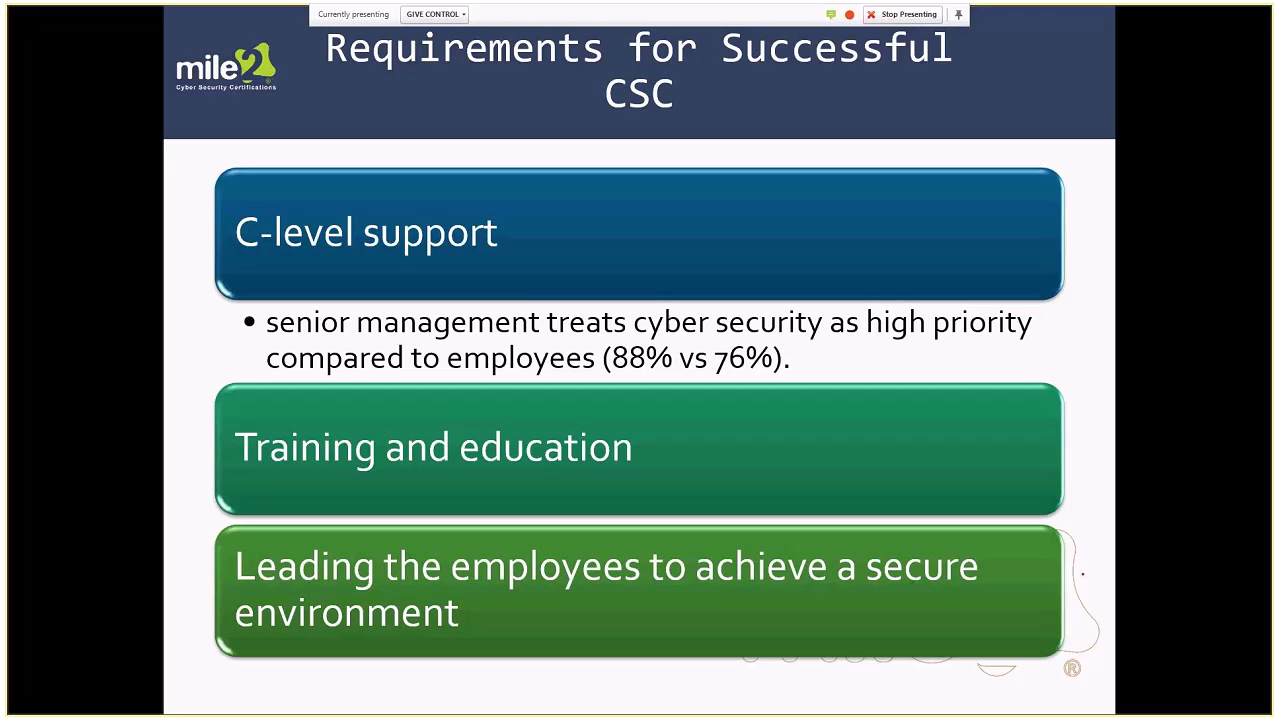 Currently presenting
GIVE CONTROL
Stop Presenting
mile2
Cyber Security Certifications
Requirements for Successful
CSC
C-level support
• senior management treats cyber security as high priority
compared to employees (88% vs 76%).
Training and education
Leading the employees to achieve a secure
environment
®